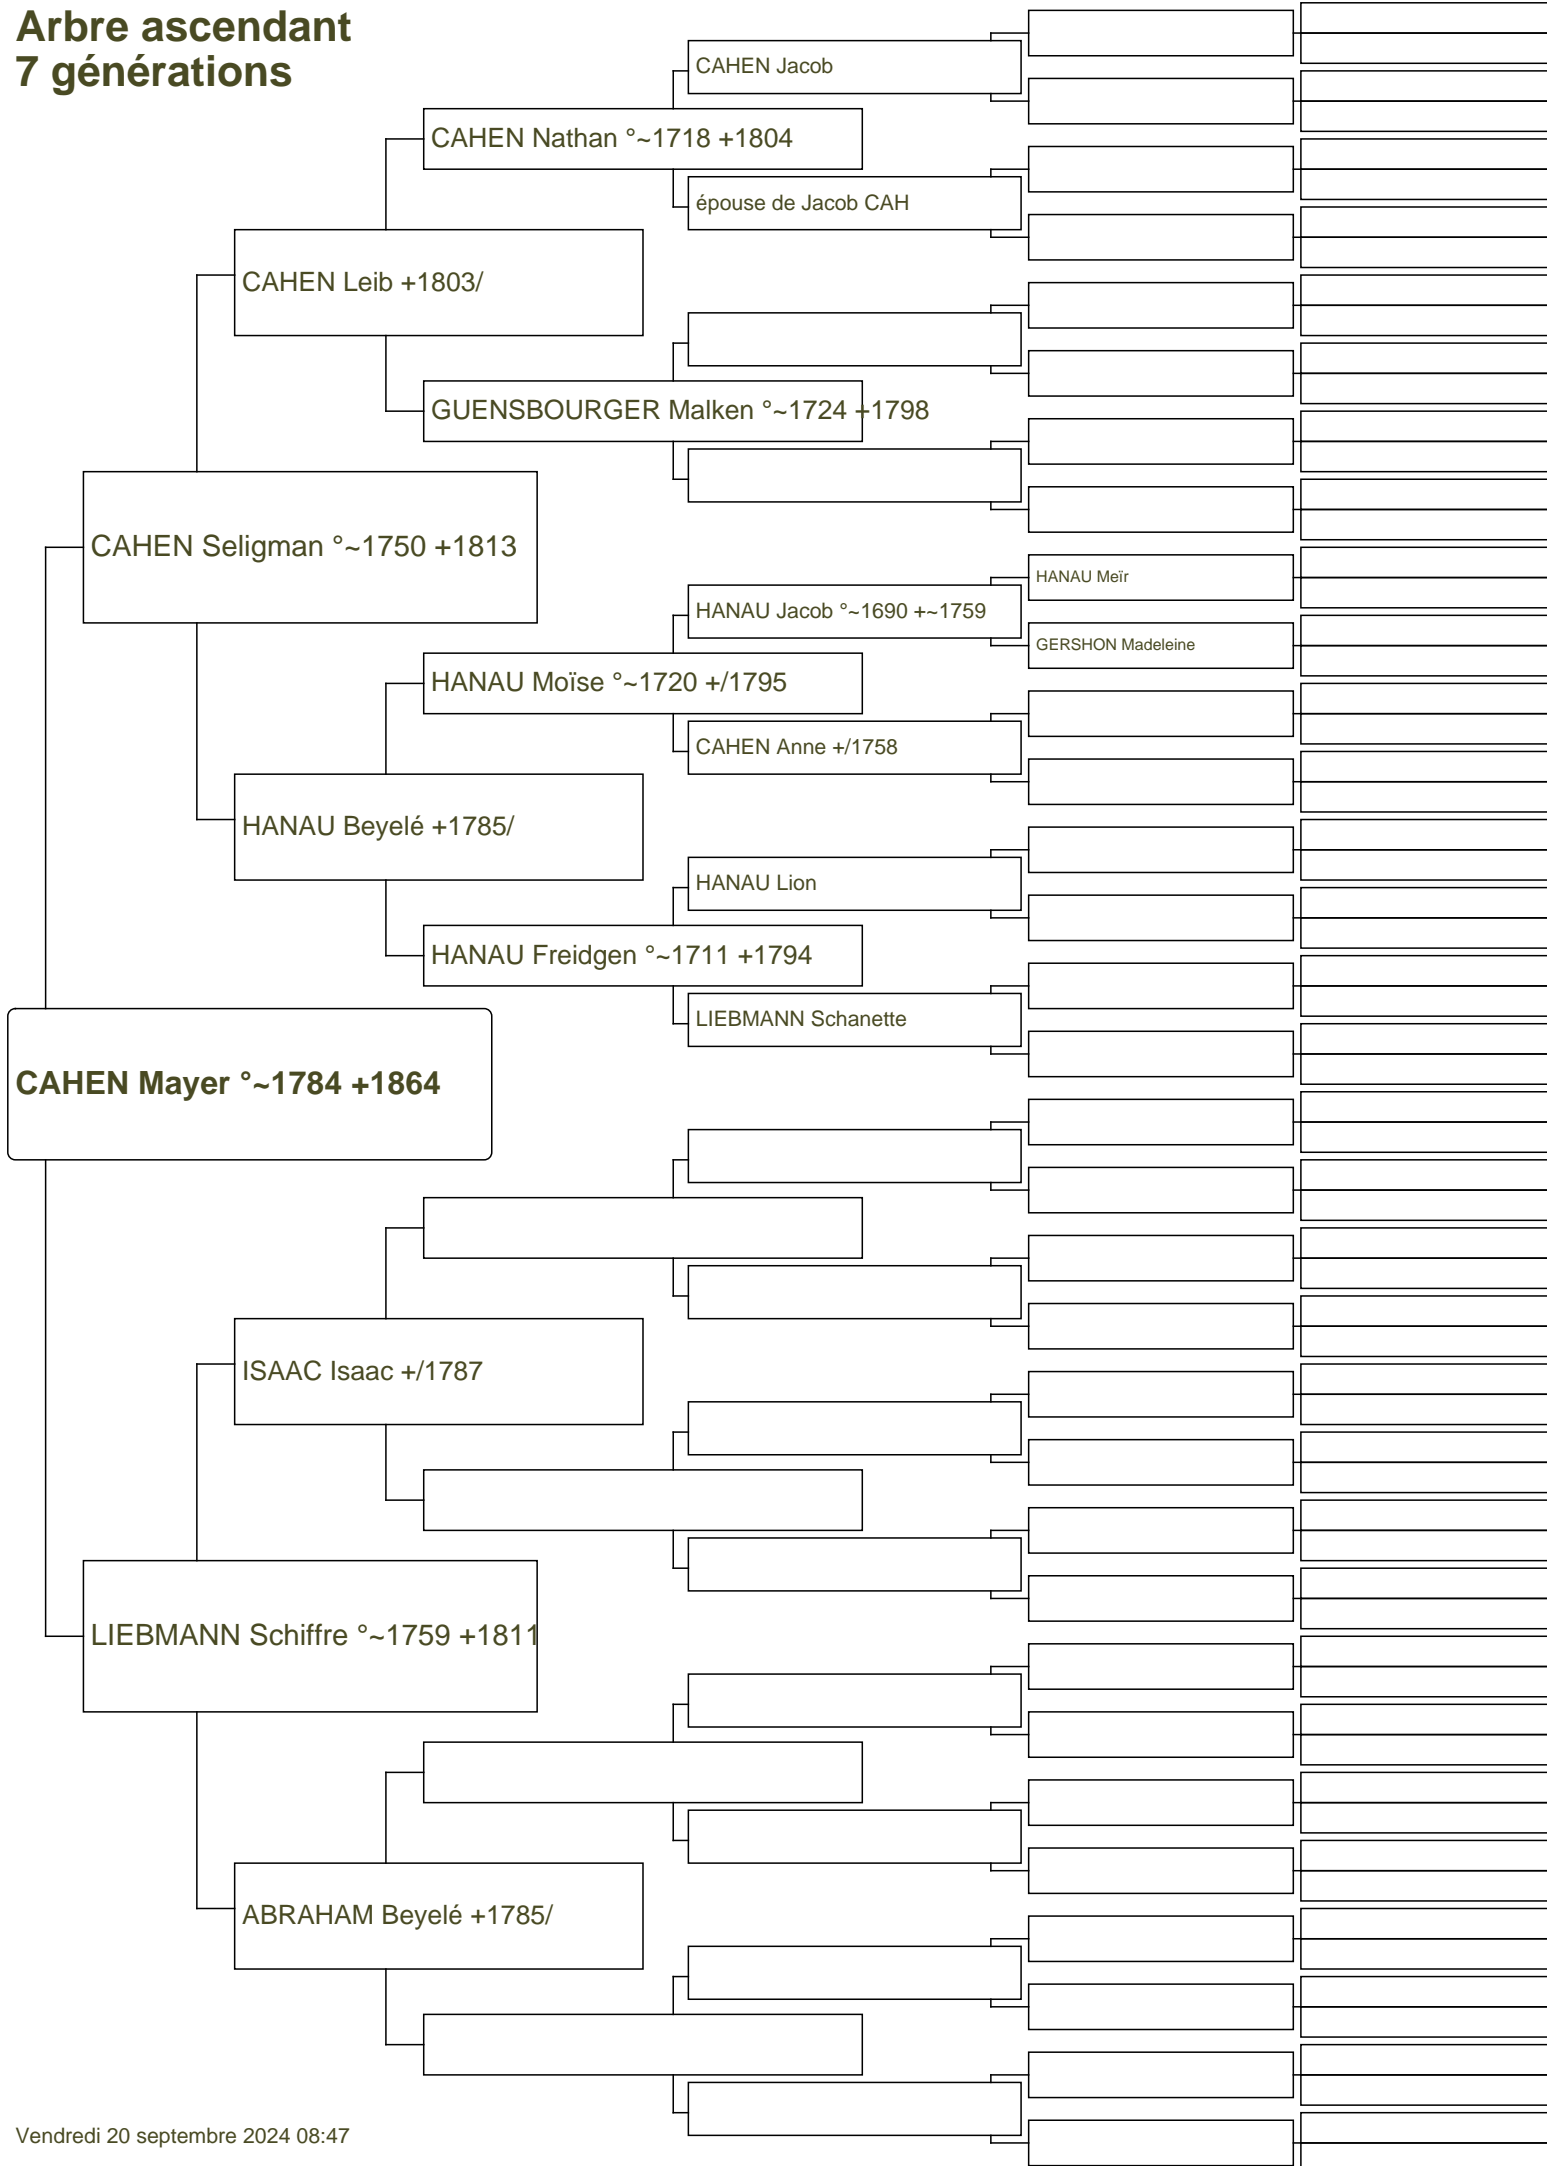 Arbre ascendant
7 générations
CAHEN Jacob
CAHEN Nathan °~1718 +1804
épouse de Jacob CAH
CAHEN Leib +1803/
GUENSBOURGER Malken °~1724 +1798
CAHEN Seligman °~1750 +1813
HANAU Meïr
HANAU Jacob °~1690 +~1759
GERSHON Madeleine
HANAU Moïse °~1720 +/1795
CAHEN Anne +/1758
HANAU Beyelé +1785/
HANAU Lion
HANAU Freidgen °~1711 +1794
LIEBMANN Schanette
CAHEN Mayer °~1784 +1864
ISAAC Isaac +/1787
LIEBMANN Schiffre °~1759 +1811
ABRAHAM Beyelé +1785/
Vendredi 20 septembre 2024 08:47